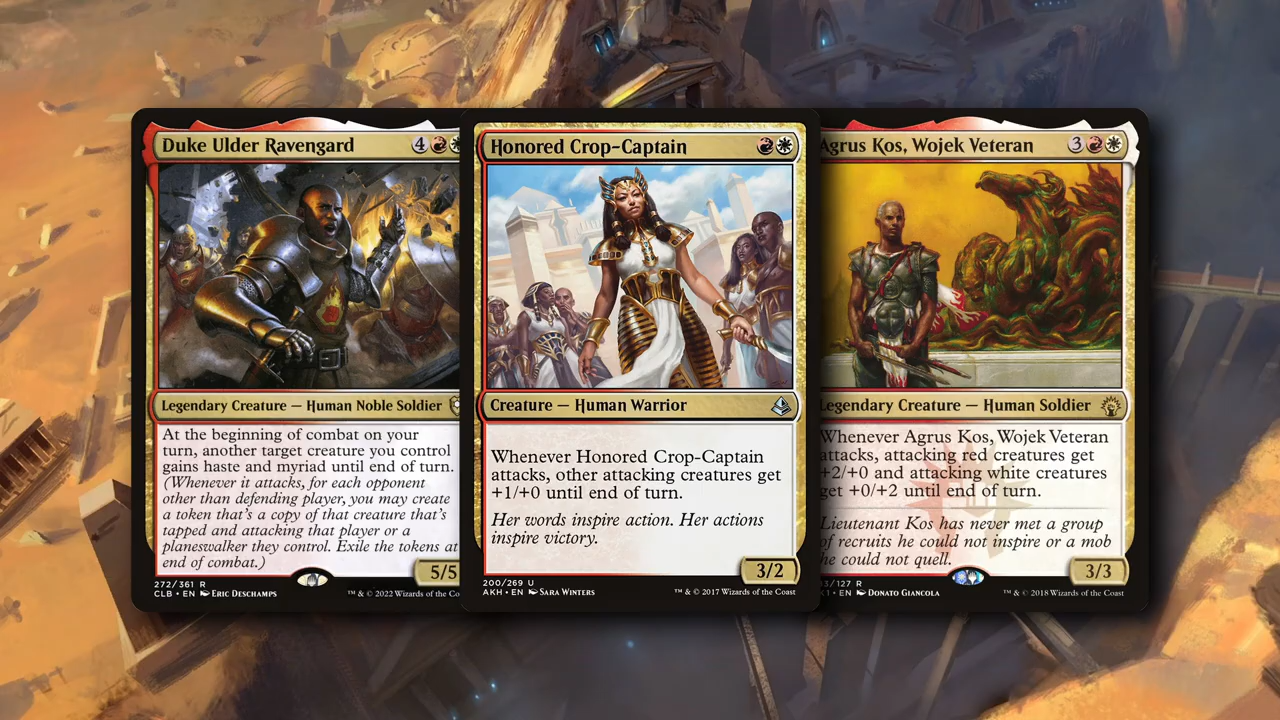 Duke Ulder Ravengard
4
Legendary Creature — Human Noble Soldier
At the beginning of combat on your
turn, another target creature you control
gains haste and myriad until end of turn.
(Whenever it attacks, for each opponent
other than defending player, you may create
a token that's a copy of that creature that's
tapped and attacking that player or a
planeswalker they control. Exile the tokens at
end of combat.)
5/5
272/361 R
CLB • EN Eric Deschamps
™ & © 2022 Wizards of the Co
Honored Crop-Captain
Creature — Human Warrior
Whenever Honored Crop-Captain
attacks, other attacking creatures get
+1/+0 until end of turn.
Her words inspire action. Her actions
inspire victory.
3/2
200/269 U
AKH • EN Sara Winters
™ & © 2017 Wizards of the Coast
Agrus Kos, Wojek Veteran
3
Legendary Creature — Human Soldier
Whenever Agrus Kos, Wojek Veteran
attacks, attacking red creatures get
+2/+0 and attacking white creatures
get +0/+2 until end of turn.
Lieutenant Kos has never met a group
of recruits he could not inspire or a mob
he could not quell.
3/3
3/127 R
• EN Donato Giancola
™ & © 2018 Wizards of the Coast